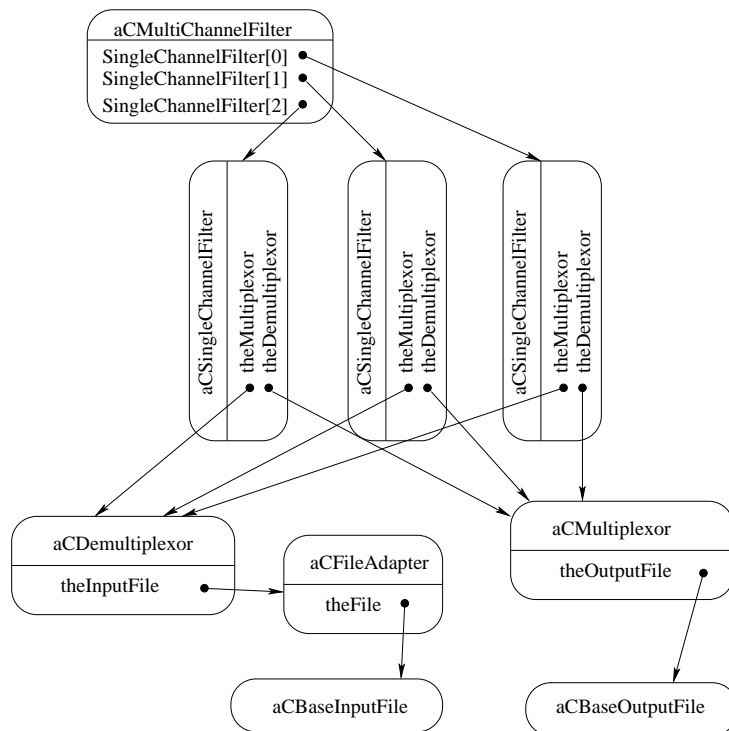 aCMultiChannelFilter
SingleChannelFilter[0]
SingleChannelFilter[1]
SingleChannelFilter[2]
aCSingleChannelFilter
theMultiplexor
theDemultiplexor
aCSingleChannelFilter
theMultiplexor
theDemultiplexor
aCSingleChannelFilter
theMultiplexor
theDemultiplexor
aCDemultiplexor
theInputFile
aCFileAdapter
theFile
aCMultiplexor
theOutputFile
aCBaseInputFile
aCBaseOutputFile